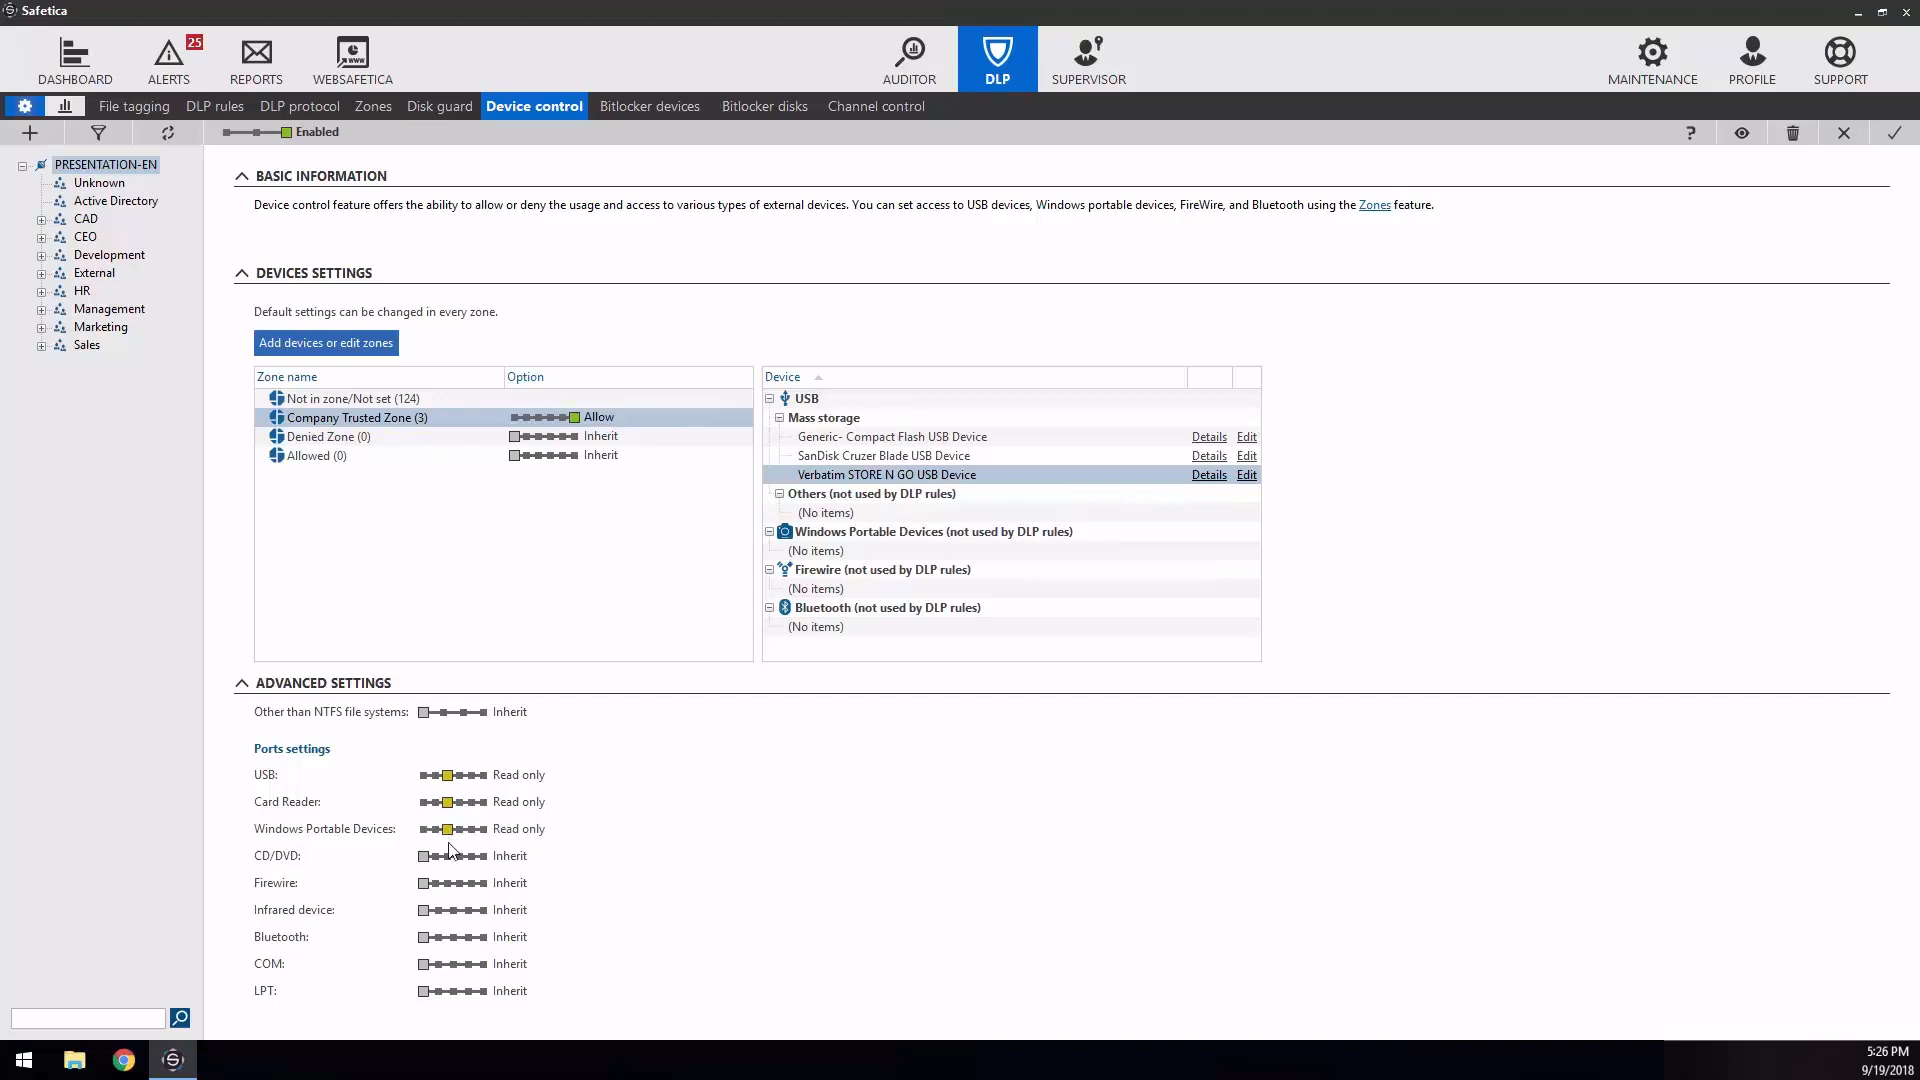 Safetica
DASHBOARD
25
ALERTS
REPORTS
WWW
WEBSAFETICA
AUDITOR
DLP
SUPERVISOR
MAINTENANCE
PROFILE
SUPPORT
File tagging DLP rules DLP protocol Zones Disk guard Device control Bitlocker devices Bitlocker disks Channel control
Enabled
?
PRESENTATION-EN
Unknown
Active Directory
CAD
CEO
Development
External
HR
Management
Marketing
Sales
BASIC INFORMATION
Device control feature offers the ability to allow or deny the usage and access to various types of external devices. You can set access to USB devices, Windows portable devices, FireWire, and Bluetooth using the Zones feature.
DEVICES SETTINGS
Default settings can be changed in every zone.
Add devices or edit zones
Zone name Option
Not in zone/Not set (124)
Company Trusted Zone (3) Allow
Denied Zone (0) Inherit
Allowed (0) Inherit
Device
USB
Mass storage
Generic- Compact Flash USB Device Details Edit
SanDisk Cruzer Blade USB Device Details Edit
Verbatim STORE N GO USB Device Details Edit
Others (not used by DLP rules)
(No items)
Windows Portable Devices (not used by DLP rules)
(No items)
Firewire (not used by DLP rules)
(No items)
Bluetooth (not used by DLP rules)
(No items)
ADVANCED SETTINGS
Other than NTFS file systems: Inherit
Ports settings
USB: Read only
Card Reader: Read only
Windows Portable Devices: Read only
CD/DVD: Inherit
Firewire: Inherit
Infrared device: Inherit
Bluetooth: Inherit
COM: Inherit
LPT: Inherit
5:26 PM
9/19/2018